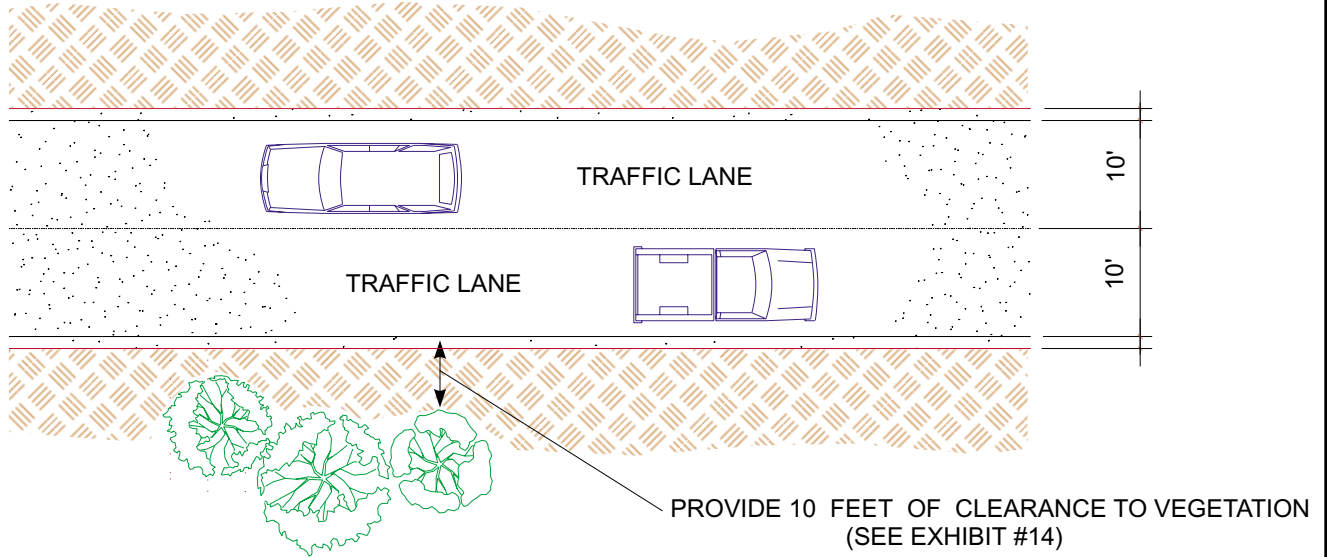 TRAFFIC LANE
10'
TRAFFIC LANE
10'
PROVIDE 10 FEET OF CLEARANCE TO VEGETATION
(SEE EXHIBIT #14)